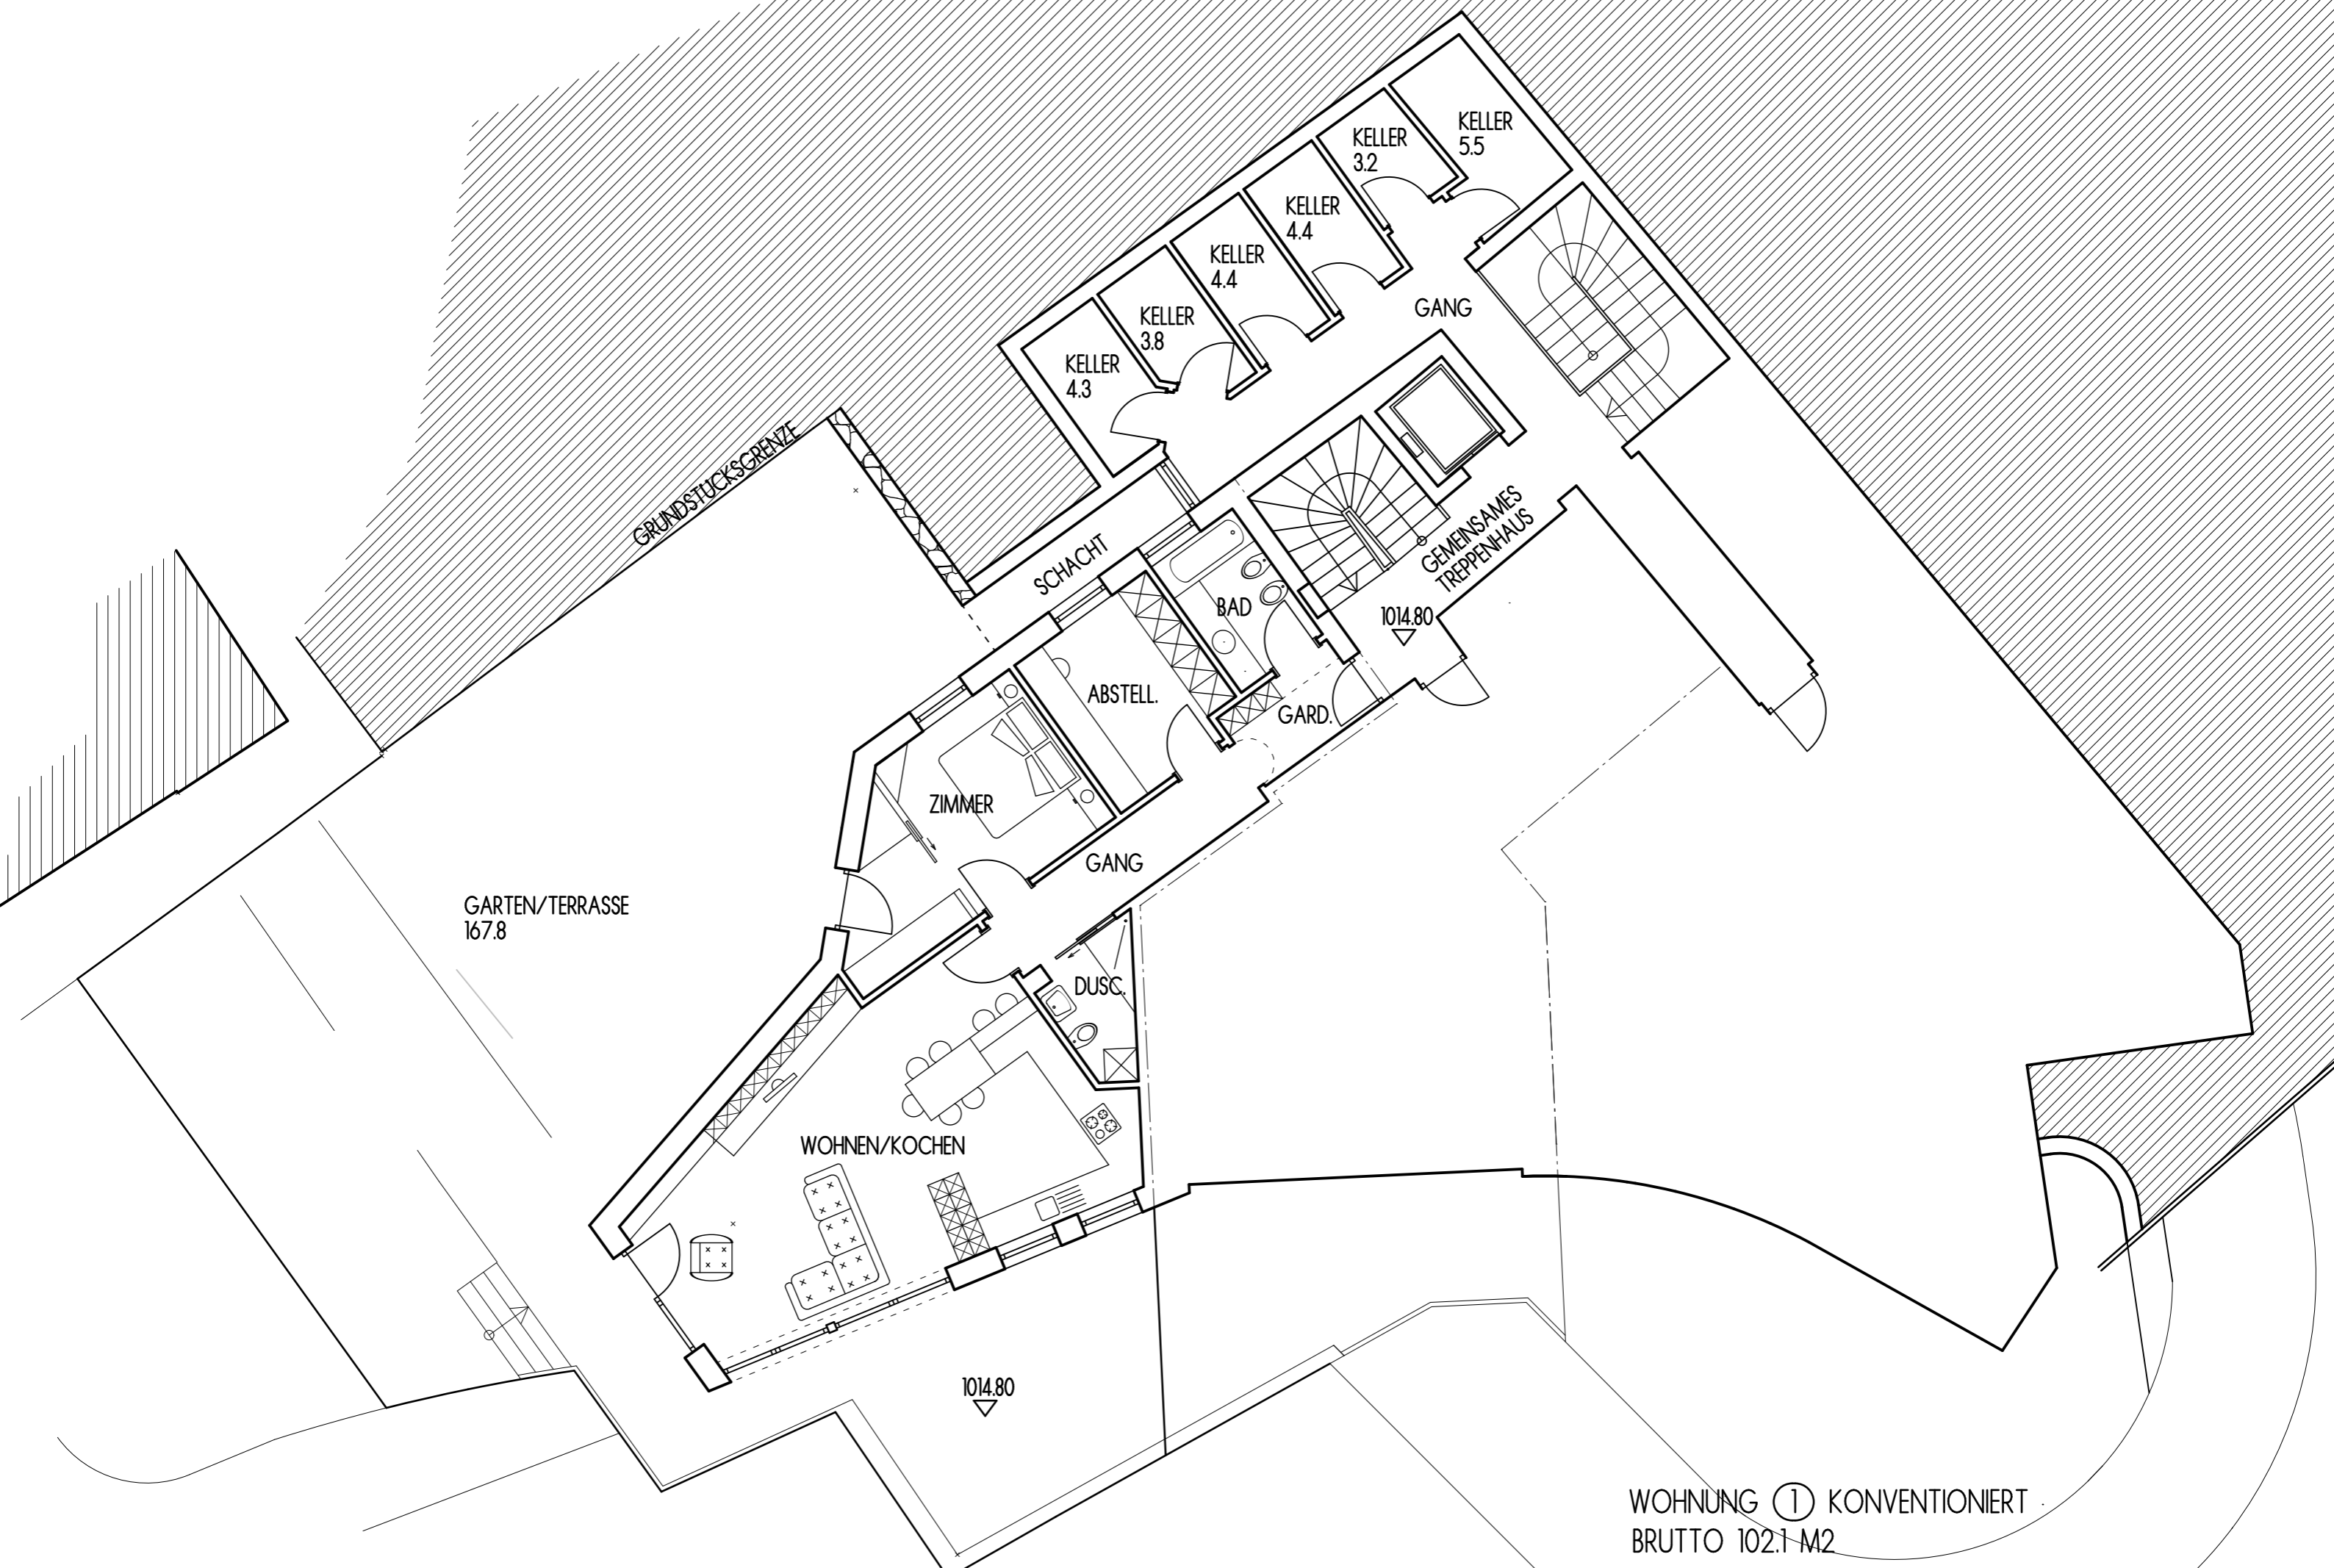 KELLER
5.5
KELLER
3.2
KELLER
4.4
KELLER
4.4
KELLER
3.8
KELLER
4.3
GANG
GRUNDSTUCKSGRENZE
SCHACHT
GEMEINSAMES
TREPPENHAUS
BAD
1014.80
ABSTELL.
GARD.
ZIMMER
GANG
GARTEN/TERRASSE
167.8
DUSC.
WOHNEN/KOCHEN
1014.80
WOHNUNG 1 KONVENTIONIERT
BRUTTO 102.1 M2